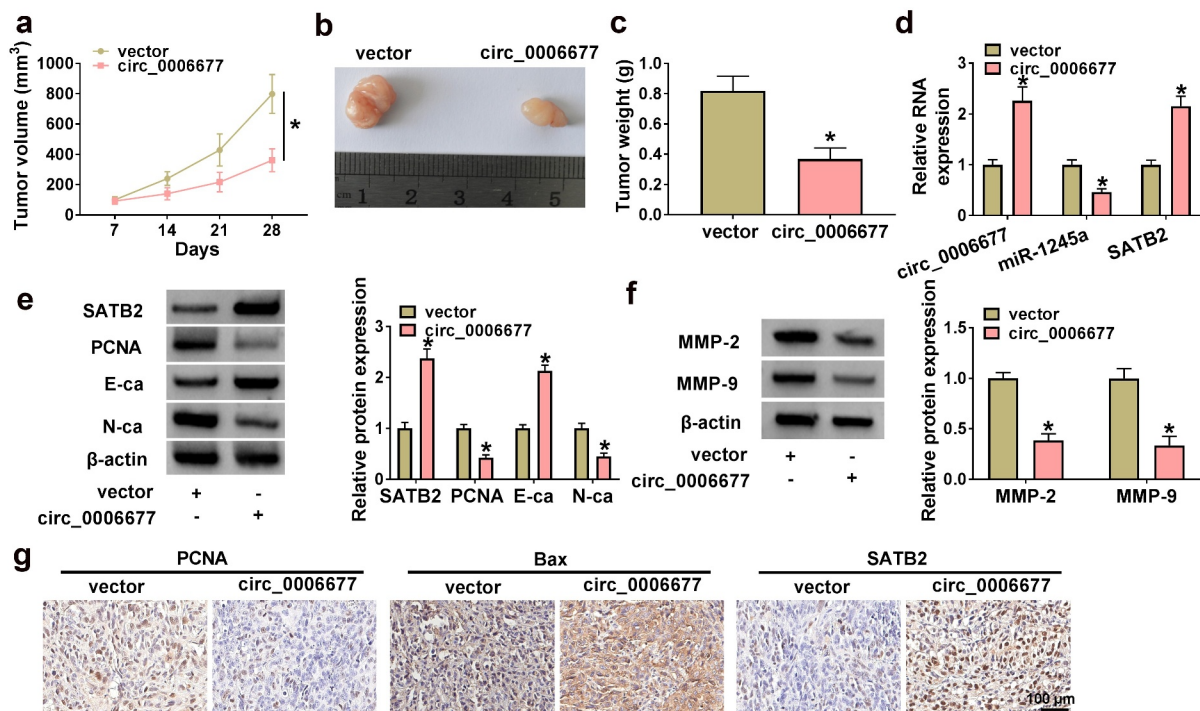 a
vector
circ_0006677
Tumor volume (mm³)
1000
800
600
400
200
0
*
7 14 21 28
Days
b
vector circ_0006677
cm 1 2 3 4 5
c
Tumor weight (g)
1.0
0.8
0.6
0.4
0.2
0.0
*
vector circ_0006677
d
vector
circ_0006677
Relative RNA
expression
3
2
1
0
* * *
circ_0006677 miR-1245a SATB2
e
SATB2
PCNA
E-ca
N-ca
β-actin
vector + -
circ_0006677 - +
vector
circ_0006677
Relative protein expression
3
2
1
0
* * * *
SATB2 PCNA E-ca N-ca
f
MMP-2
MMP-9
β-actin
vector + -
circ_0006677 - +
vector
circ_0006677
Relative protein expression
1.5
1.0
0.5
0
* *
MMP-2 MMP-9
g
PCNA Bax SATB2
vector circ_0006677 vector circ_0006677 vector circ_0006677
100 μm